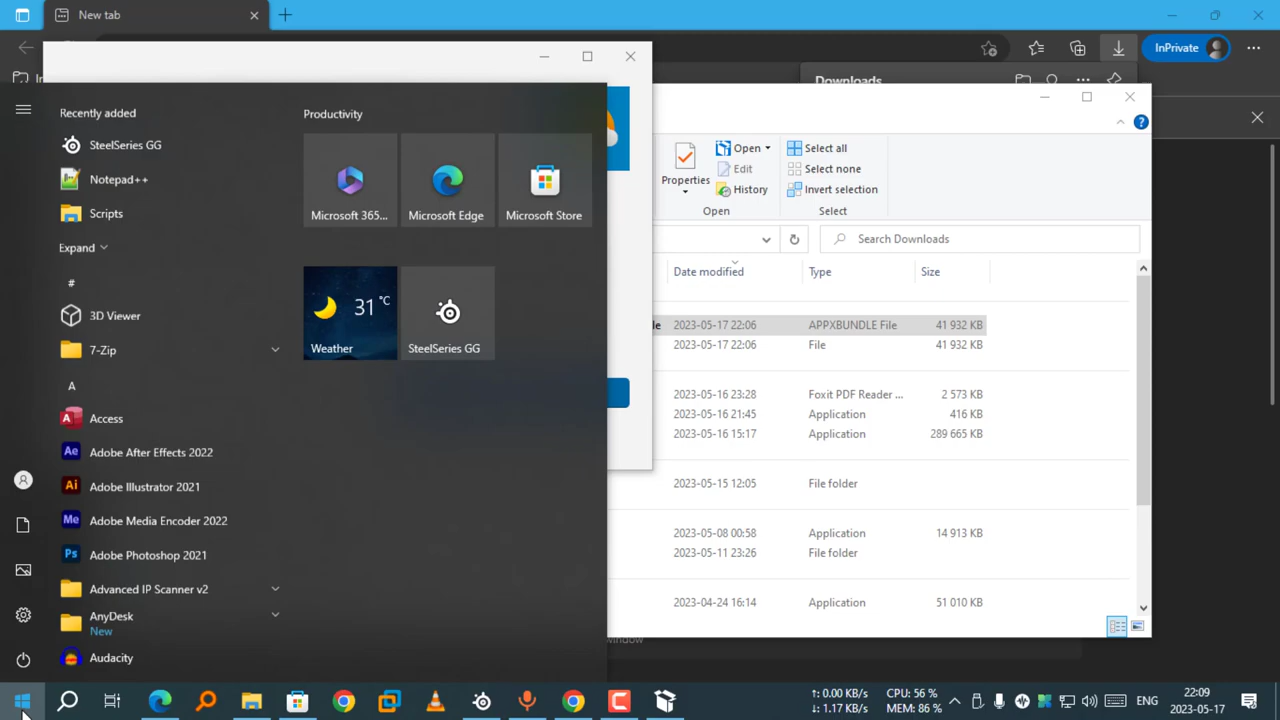 New tab
InPrivate
In
Downloads
Recently added
SteelSeries GG
Notepad++
Scripts
Expand
#
3D Viewer
7-Zip
A
Access
Adobe After Effects 2022
Adobe Illustrator 2021
Adobe Media Encoder 2022
Adobe Photoshop 2021
Advanced IP Scanner v2
AnyDesk
New
Audacity
Productivity
Microsoft 365...
Microsoft Edge
Microsoft Store
31°C
Weather
SteelSeries GG
Properties
Open
Edit
History
Open
Select all
Select none
Invert selection
Select
Search Downloads
Date modified Type Size
le 2023-05-17 22:06 APPXBUNDLE File 41 932 KB
2023-05-17 22:06 File 41 932 KB
2023-05-16 23:28 Foxit PDF Reader ... 2 573 KB
2023-05-16 21:45 Application 416 KB
2023-05-16 15:17 Application 289 665 KB
2023-05-15 12:05 File folder
2023-05-08 00:58 Application 14 913 KB
2023-05-11 23:26 File folder
2023-04-24 16:14 Application 51 010 KB
window
↑: 0.00 KB/s
↓: 1.17 KB/s
CPU: 56 %
MEM: 86 %
ENG
22:09
2023-05-17